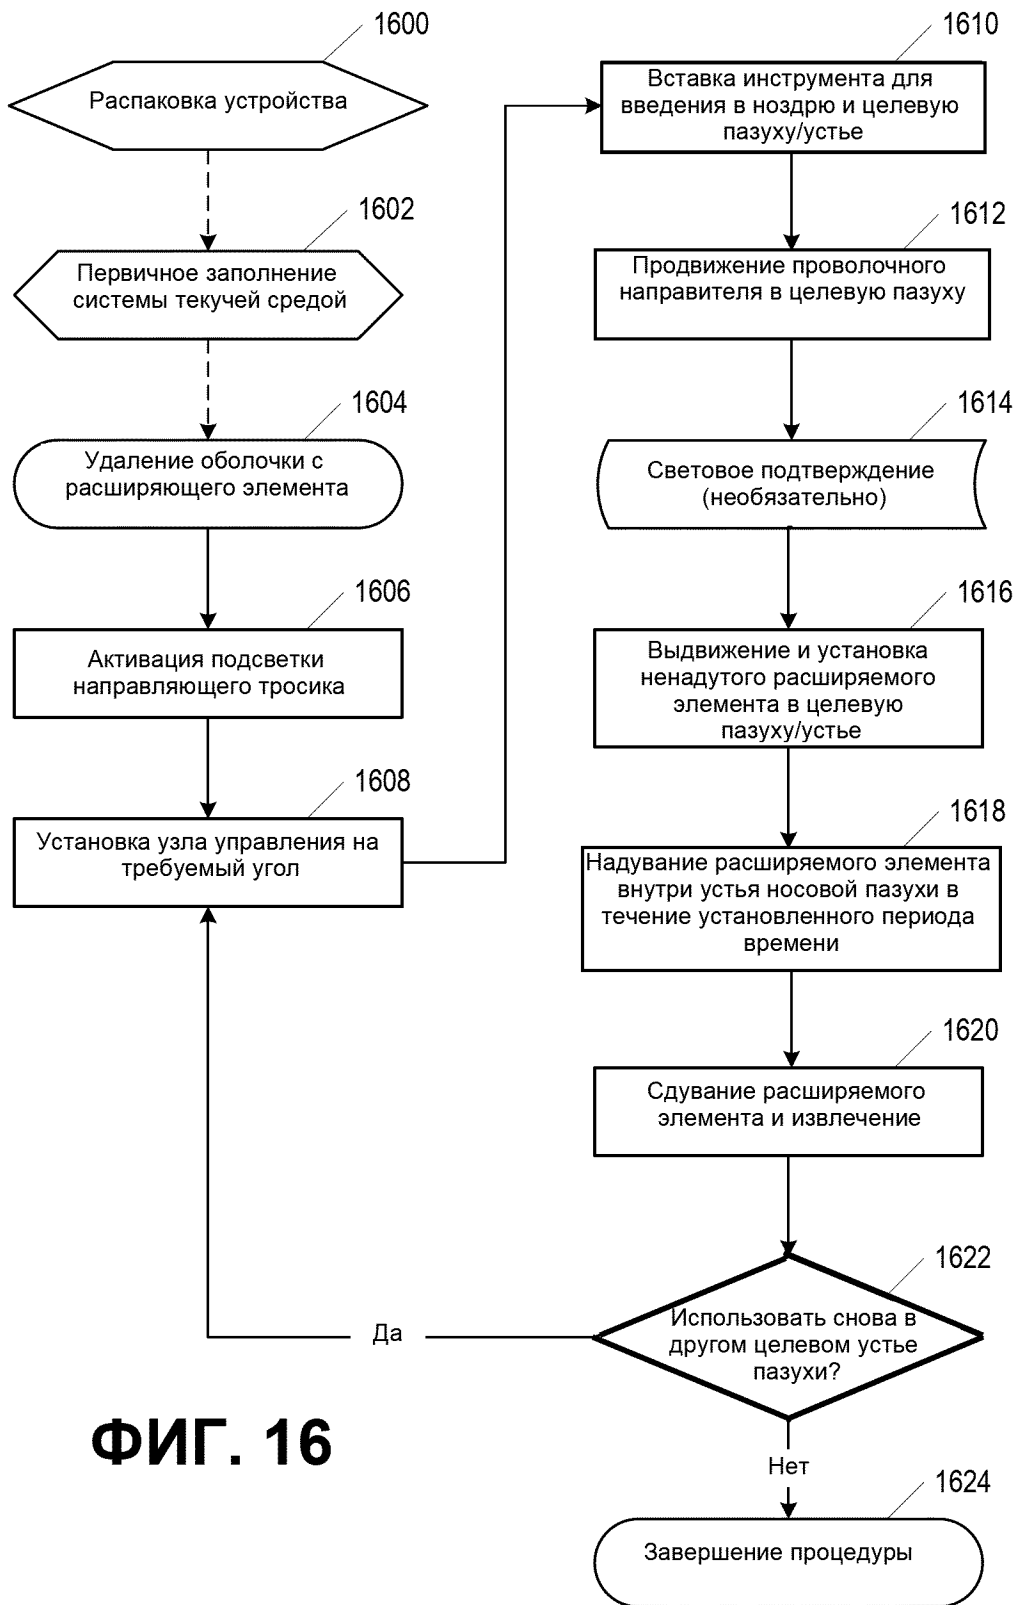 1600
Распаковка устройства
1602
Первичное заполнение
системы текучей средой
1604
Удаление оболочки с
расширяющего элемента
1606
Активация подсветки
направляющего тросика
1608
Установка узла управления на
требуемый угол
1610
Вставка инструмента для
введения в ноздрю и целевую
пазуху/устье
1612
Продвижение проволочного
направителя в целевую пазуху
1614
Световое подтверждение
(необязательно)
1616
Выдвижение и установка
ненадутого расширяемого
элемента в целевую
пазуху/устье
1618
Надувание расширяемого элемента
внутри устья носовой пазухи в
течение установленного периода
времени
1620
Сдувание расширяемого
элемента и извлечение
1622
Использовать снова в
другом целевом устье
пазухи?
Да
Нет
1624
Завершение процедуры
ФИГ. 16